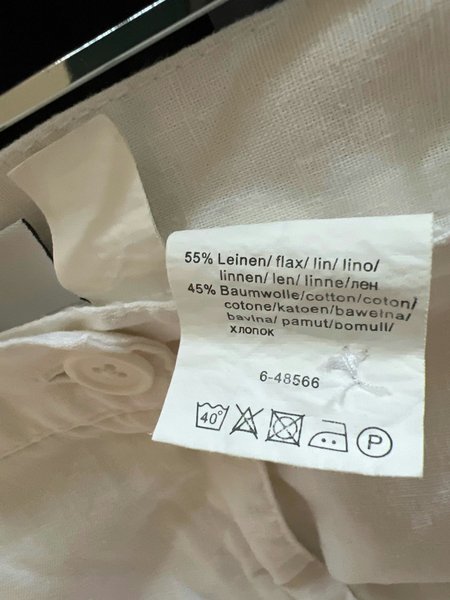 55% Leinen/ flax/ lin/ lino/
linnen/ len/ linne/лен
45% Baumwolle/cotton/coton/
cotone/katoen/bawelna/
bavlna/ pamut/bomull/
хлопок
6-48566
40° P